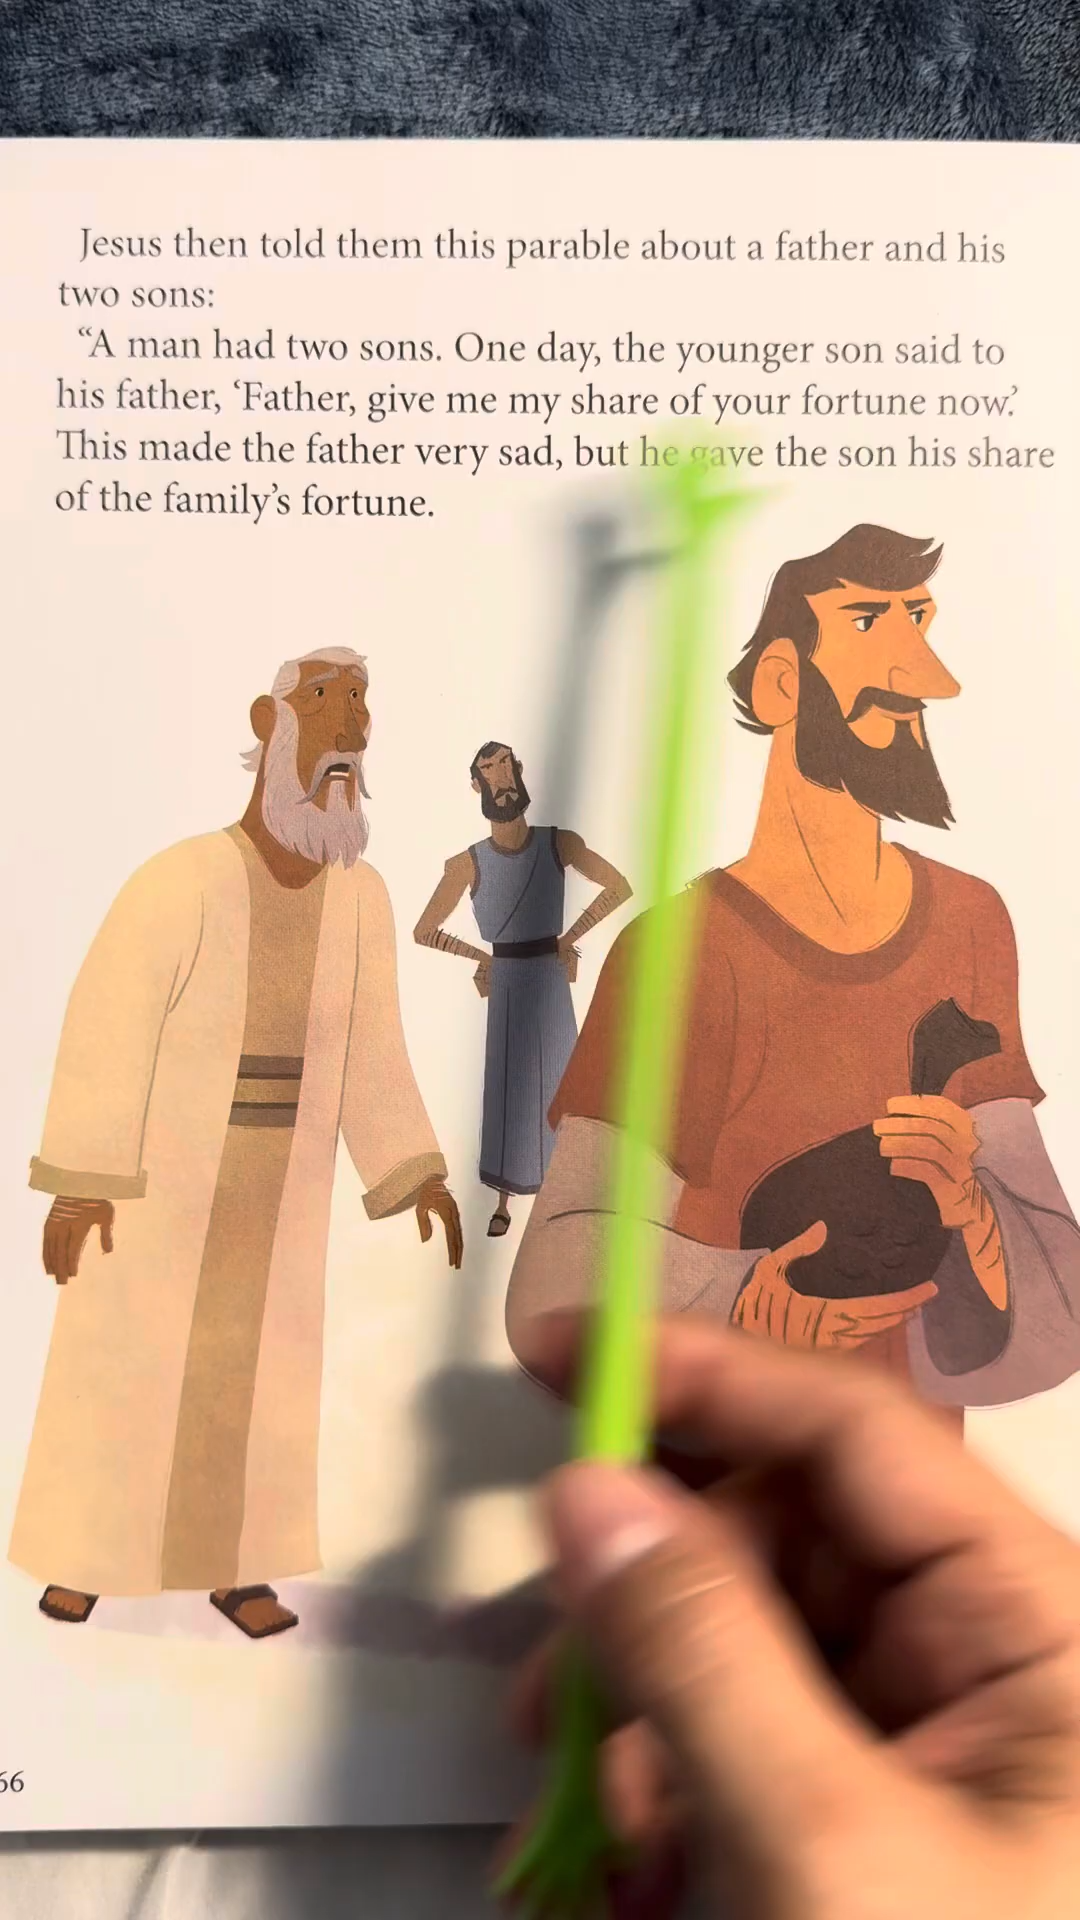 Jesus then told them this parable about a father and his
two sons:
“A man had two sons. One day, the younger son said to
his father, ‘Father, give me my share of your fortune now.’
This made the father very sad, but he gave the son his share
of the family’s fortune.
66